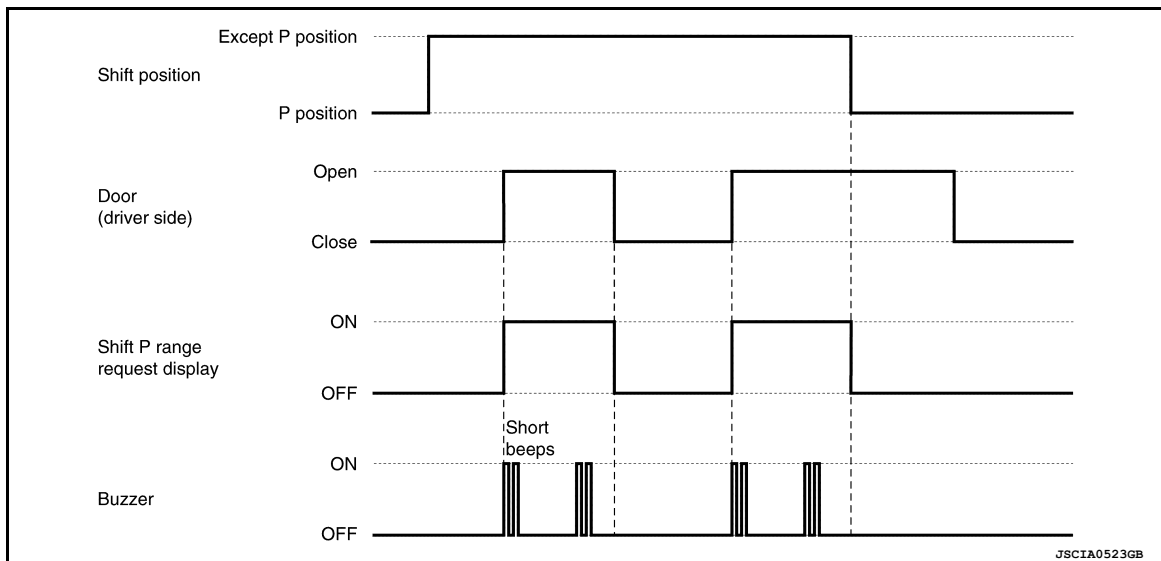 Except P position
Shift position
P position
Open
Door
(driver side)
Close
ON
Shift P range
request display
OFF
Short
beeps
ON
Buzzer
OFF
JSCIA0523GB